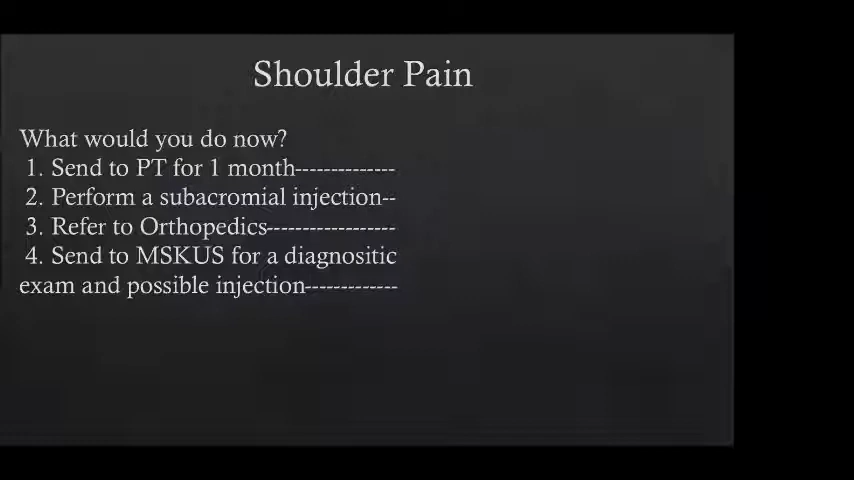 Shoulder Pain
What would you do now?
1. Send to PT for 1 month--------------
2. Perform a subacromial injection--
3. Refer to Orthopedics------------------
4. Send to MSKUS for a diagnositic
exam and possible injection-------------